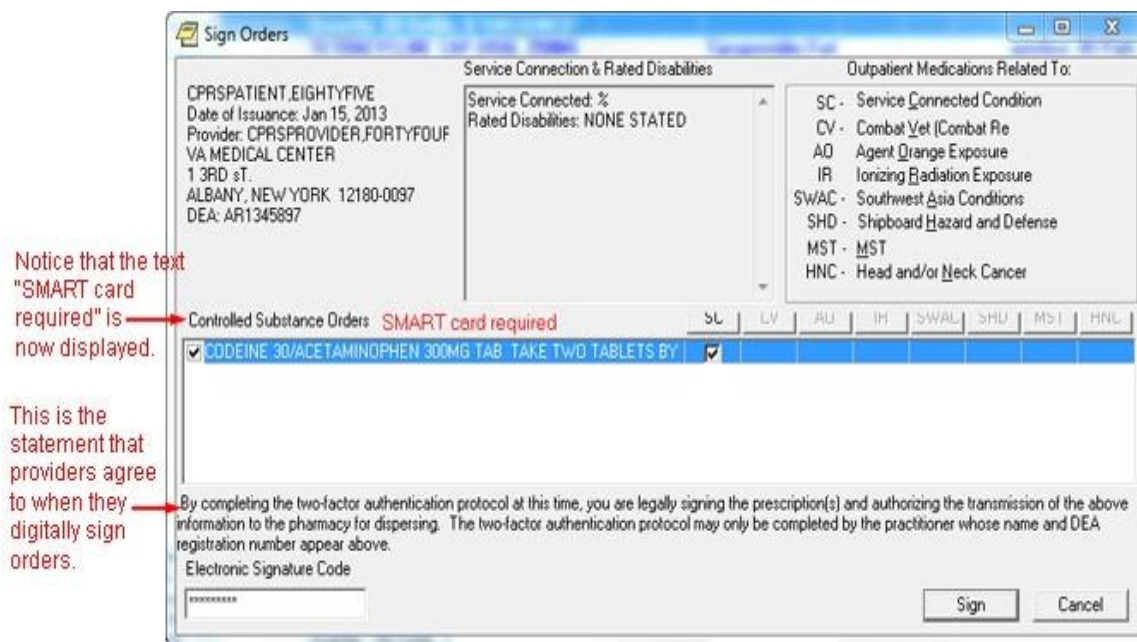 Sign Orders
CPRSPATIENT,EIGHTYFIVE
Date of Issuance: Jan 15, 2013
Provider: CPRSPROVIDER,FORTYFOUF
VA MEDICAL CENTER
1 3RD sT.
ALBANY, NEW YORK 12180-0097
DEA: AR1345897
Service Connection & Rated Disabilities
Service Connected: %
Rated Disabilities: NONE STATED
Outpatient Medications Related To:
SC - Service Connected Condition
CV - Combat Vet (Combat Re
AO Agent Orange Exposure
IR Ionizing Radiation Exposure
SWAC - Southwest Asia Conditions
SHD - Shipboard Hazard and Defense
MST - MST
HNC - Head and/or Neck Cancer
Notice that the text
"SMART card
required" is
now displayed.
Controlled Substance Orders SMART card required SC CV AO IR SWAC SHD MST HNC
CODEINE 30/ACETAMINOPHEN 300MG TAB TAKE TWO TABLETS BY
This is the
statement that
providers agree
to when they
digitally sign
orders.
By completing the two-factor authentication protocol at this time, you are legally signing the prescription(s) and authorizing the transmission of the above
information to the pharmacy for dispersing. The two-factor authentication protocol may only be completed by the practitioner whose name and DEA
registration number appear above.
Electronic Signature Code
*********
Sign Cancel